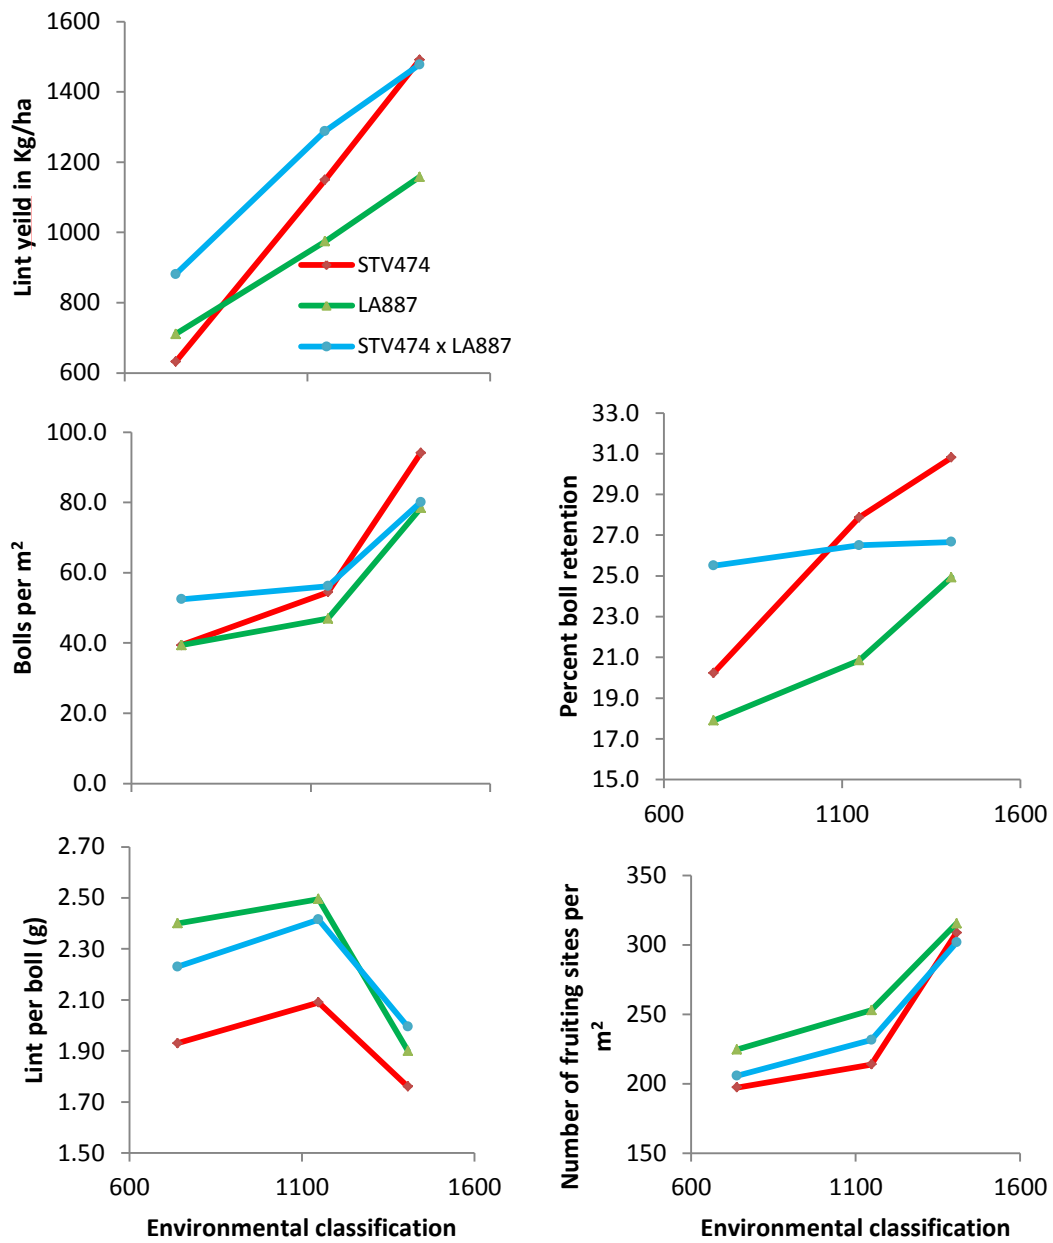 1600
1400
1200
1000
800
600
Lint yeild in Kg/ha
STV474
LA887
STV474 x LA887
100.0
80.0
60.0
40.0
20.0
0.0
Bolls per m²
33.0
31.0
29.0
27.0
25.0
23.0
21.0
19.0
17.0
15.0
Percent boll retention
600 1100 1600
2.70
2.50
2.30
2.10
1.90
1.70
1.50
Lint per boll (g)
600 1100 1600
Environmental classification
350
300
250
200
150
Number of fruiting sites per
m²
600 1100 1600
Environmental classification